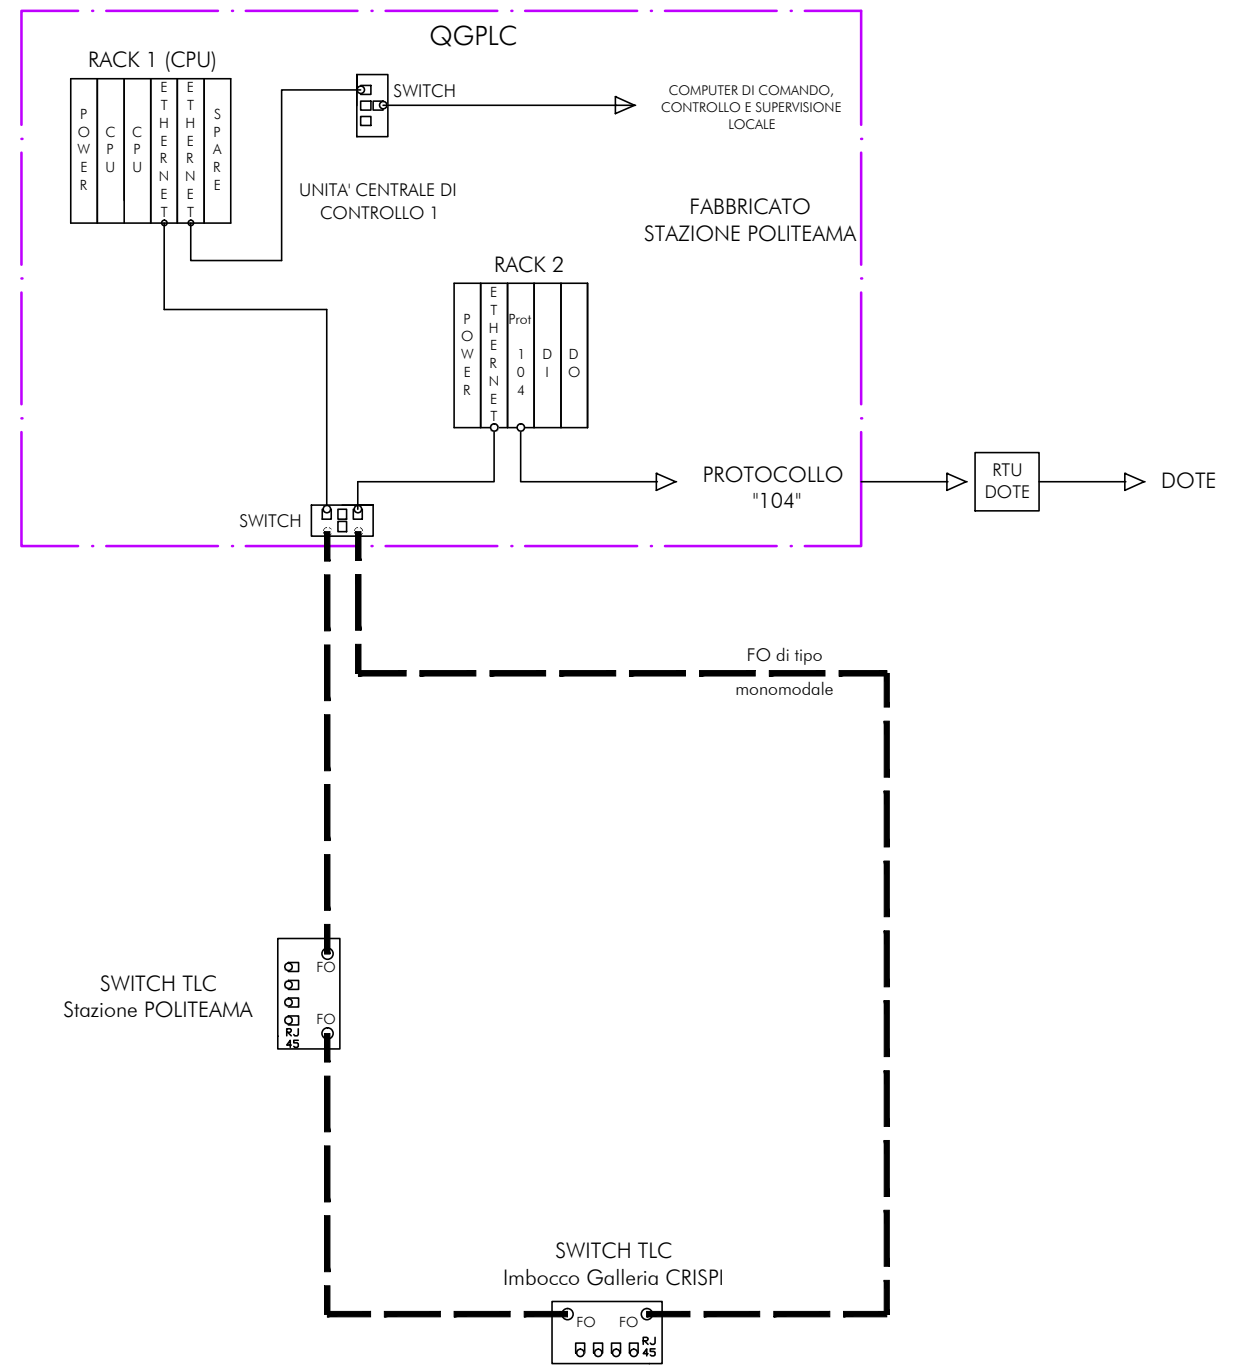 QGPLC
RACK 1 (CPU)
POWER
CPU
CPU
ETHERNET
ETHERNET
SPARE
SWITCH
COMPUTER DI COMANDO,
CONTROLLO E SUPERVISIONE
LOCALE
UNITA' CENTRALE DI
CONTROLLO 1
FABBRICATO
STAZIONE POLITEAMA
RACK 2
POWER
ETHERNET
Prot
104
DI
DO
PROTOCOLLO
"104"
RTU
DOTE
DOTE
SWITCH
FO di tipo
monomodale
SWITCH TLC
Stazione POLITEAMA
FO
FO
RJ
45
SWITCH TLC
Imbocco Galleria CRISPI
FO
FO
RJ
45